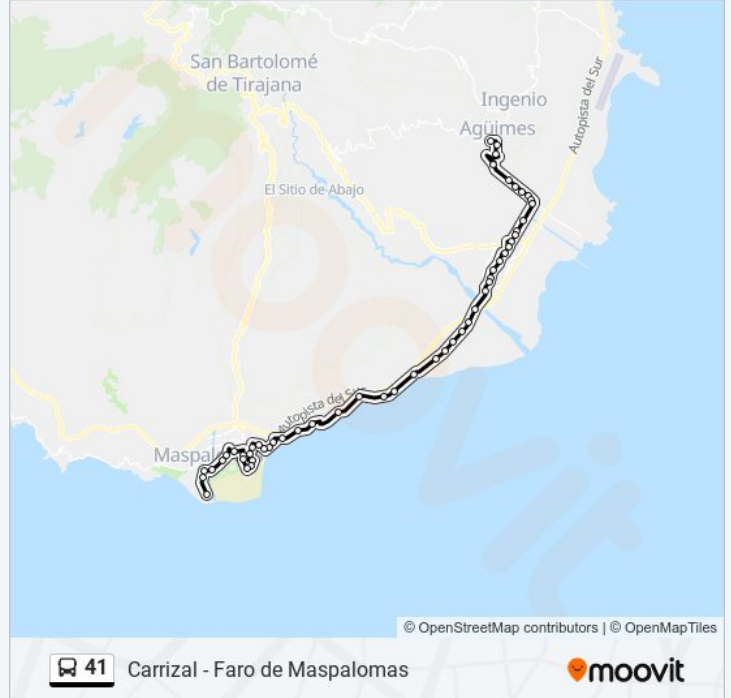 San Bartolomé
de Tirajana
Autopista del Sur
Ingenio
Agüimes
El Sitio de Abajo
Autopista del Sur
Maspal
moovit
© OpenStreetMap contributors | © OpenMapTiles
41 Carrizal - Faro de Maspalomas
moovit